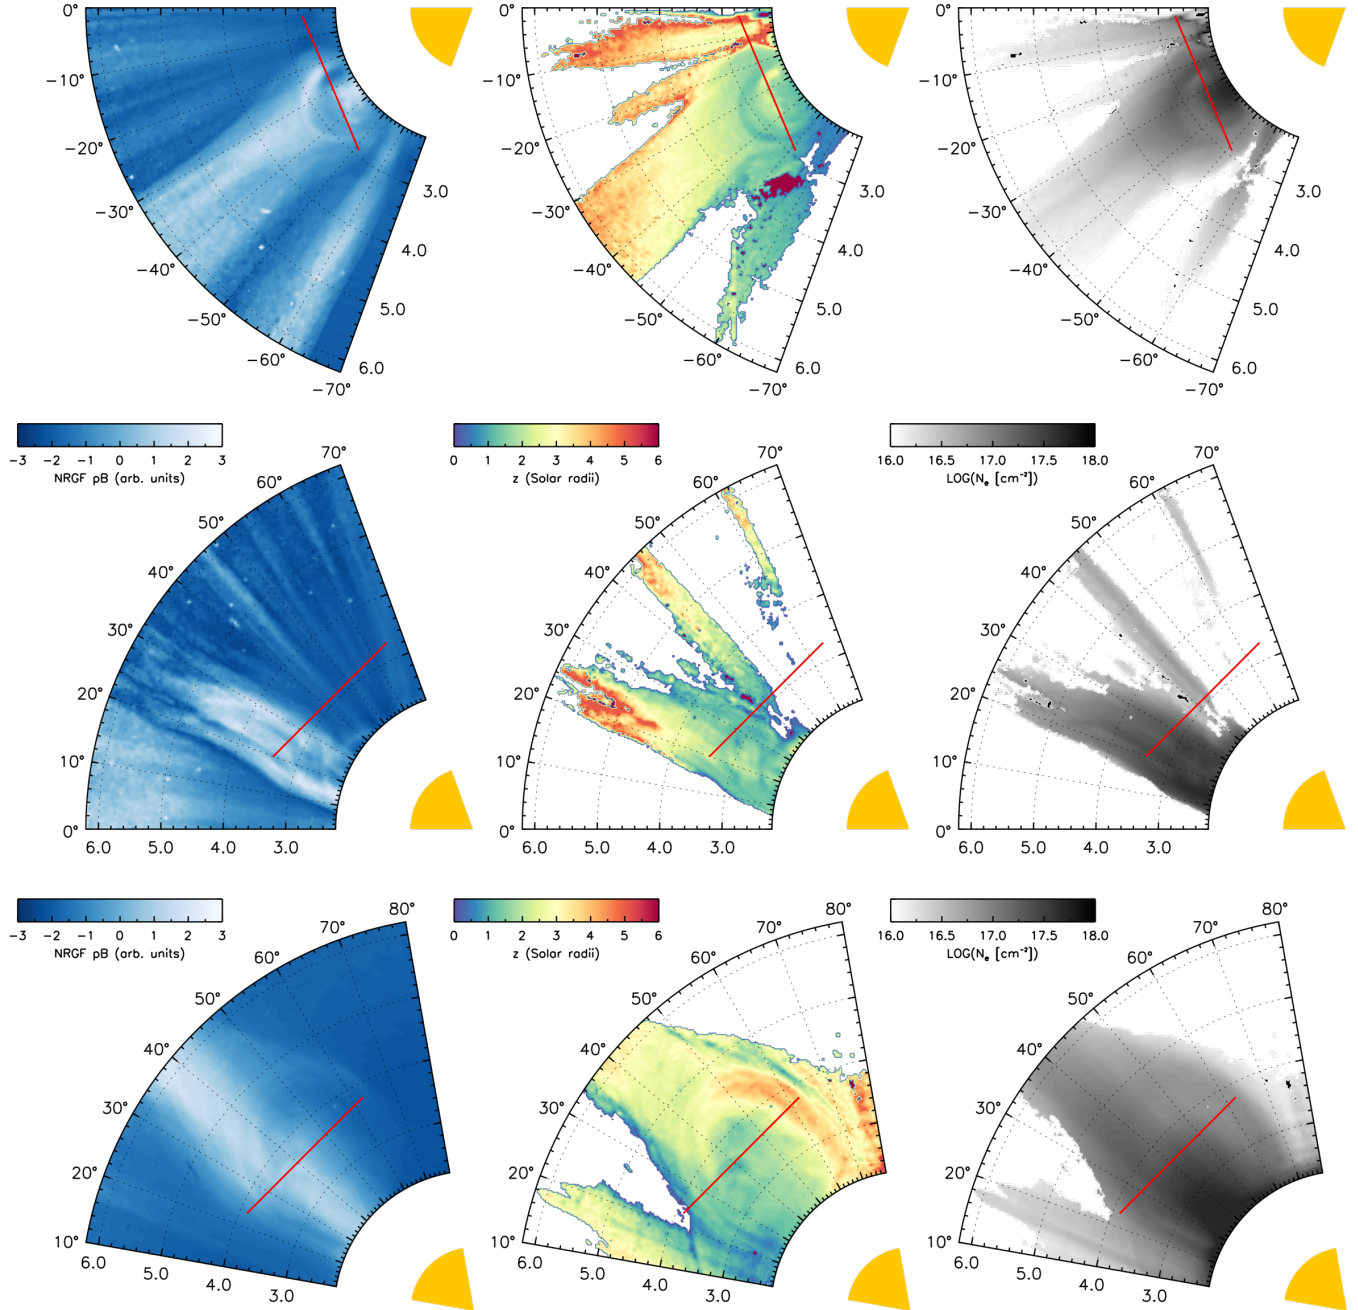 0° 0° 0°
−10° −10° −10°
−20° −20° −20°
3.0 3.0 3.0
−30° −30° −30°
4.0 4.0 4.0
−40° −40° −40°
5.0 5.0 5.0
−50° −50° −50°
−60° 6.0 −60° 6.0 −60° 6.0
−70° −70° −70°
70° 70° 70°
−3 −2 −1 0 1 2 3 0 1 2 3 4 5 6 16.0 16.5 17.0 17.5 18.0
NRGF pB (arb. units) z (Solar radii) LOG(Nₑ [cm⁻²])
60° 60° 60°
50° 50° 50°
40° 40° 40°
30° 30° 30°
20° 20° 20°
10° 10° 10°
0° 0° 0°
6.0 5.0 4.0 3.0 6.0 5.0 4.0 3.0 6.0 5.0 4.0 3.0
80° 80° 80°
70° 70° 70°
−3 −2 −1 0 1 2 3 0 1 2 3 4 5 6 16.0 16.5 17.0 17.5 18.0
NRGF pB (arb. units) z (Solar radii) LOG(Nₑ [cm⁻²])
60° 60° 60°
50° 50° 50°
40° 40° 40°
30° 30° 30°
20° 20° 20°
10° 10° 10°
6.0 5.0 4.0 3.0 6.0 5.0 4.0 3.0 6.0 5.0 4.0 3.0